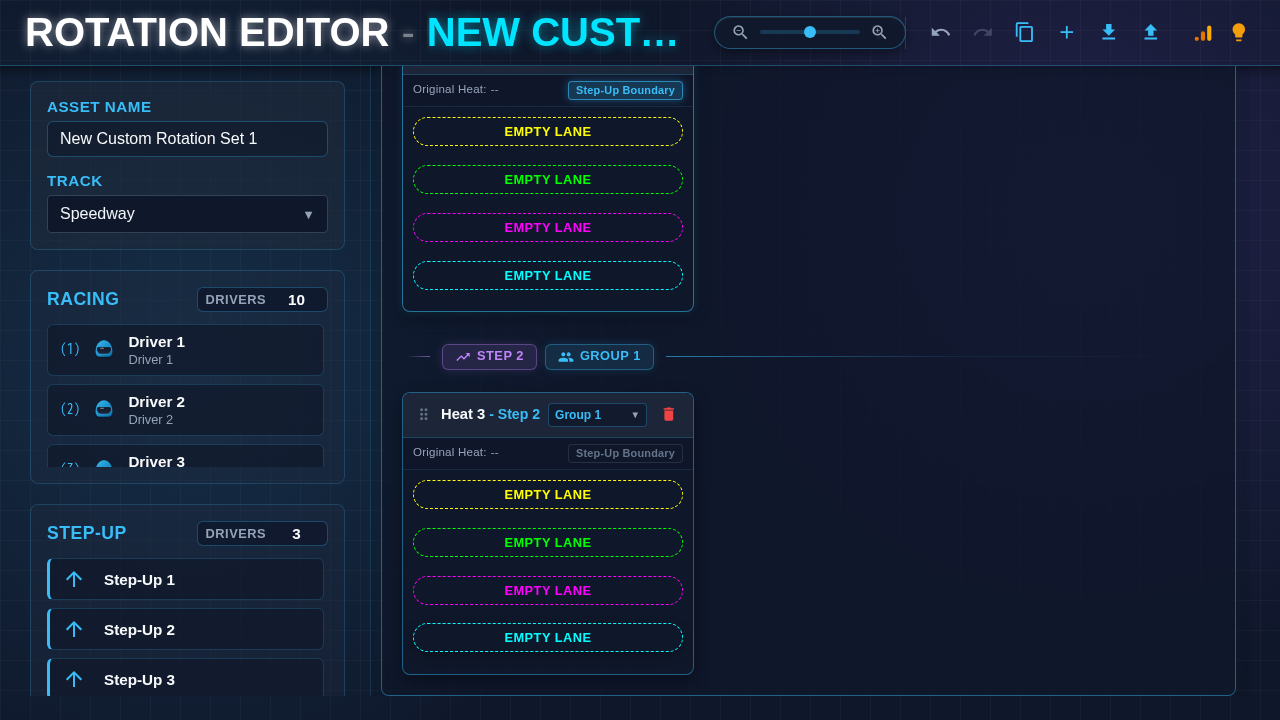 ROTATION EDITOR - NEW CUST...
ASSET NAME
New Custom Rotation Set 1
TRACK
Speedway
RACING
DRIVERS 10
(1) Driver 1
Driver 1
(2) Driver 2
Driver 2
Driver 3
STEP-UP
DRIVERS 3
Step-Up 1
Step-Up 2
Step-Up 3
Original Heat: --
Step-Up Boundary
EMPTY LANE
EMPTY LANE
EMPTY LANE
EMPTY LANE
STEP 2
GROUP 1
Heat 3 - Step 2
Group 1
Original Heat: --
Step-Up Boundary
EMPTY LANE
EMPTY LANE
EMPTY LANE
EMPTY LANE